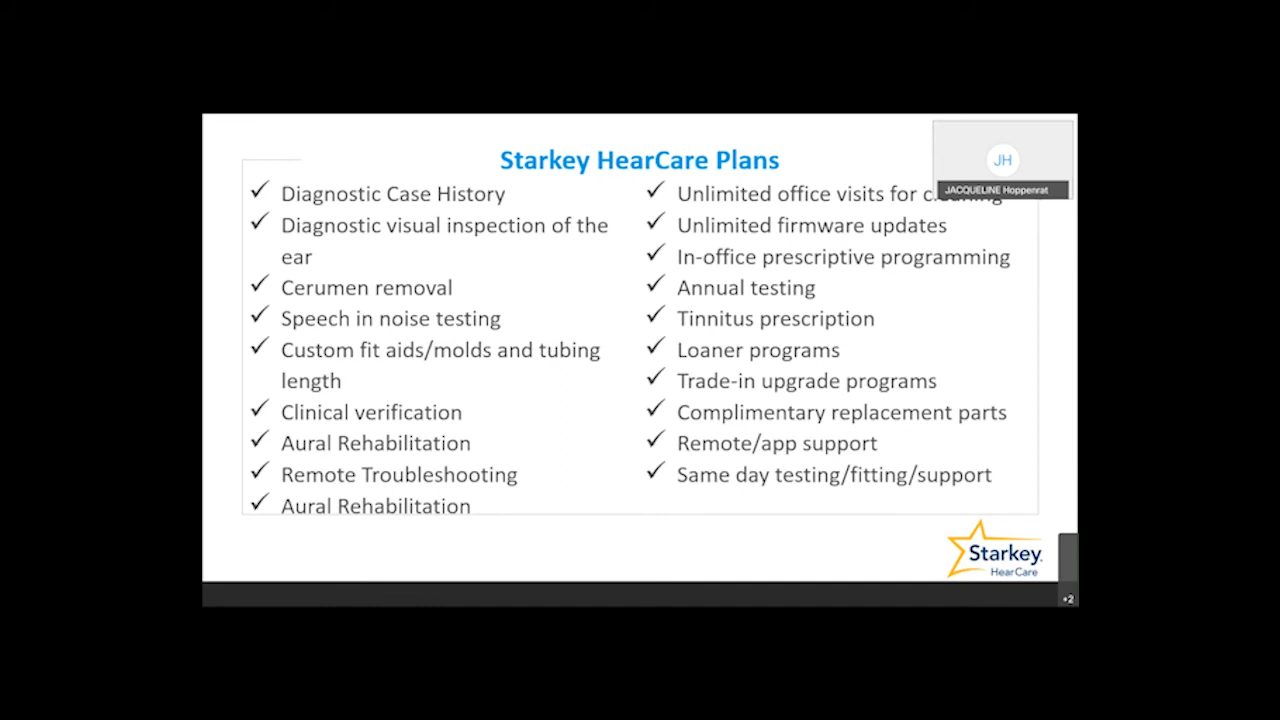 Starkey HearCare Plans
JH
JACQUELINE Hoppenrat
Diagnostic Case History
Diagnostic visual inspection of the
ear
Cerumen removal
Speech in noise testing
Custom fit aids/molds and tubing
length
Clinical verification
Aural Rehabilitation
Remote Troubleshooting
Aural Rehabilitation
Unlimited office visits for
Unlimited firmware updates
In-office prescriptive programming
Annual testing
Tinnitus prescription
Loaner programs
Trade-in upgrade programs
Complimentary replacement parts
Remote/app support
Same day testing/fitting/support
Starkey.
HearCare
+2